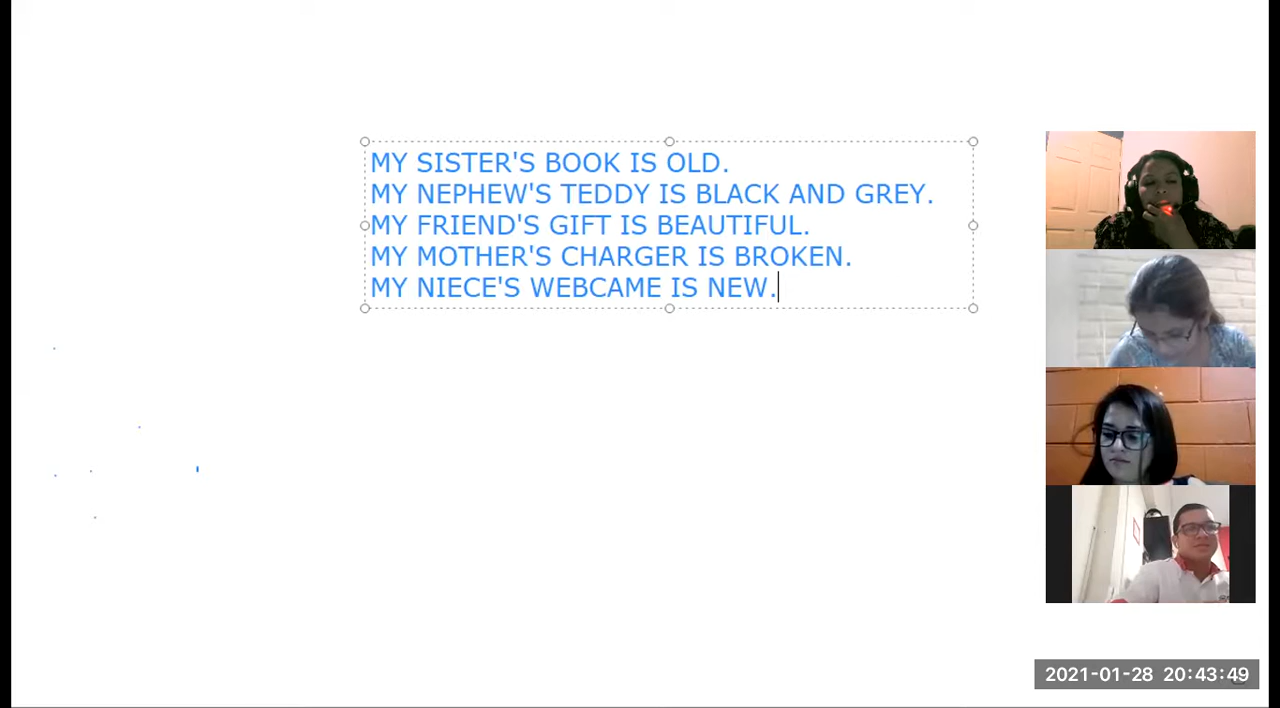 MY SISTER'S BOOK IS OLD.
MY NEPHEW'S TEDDY IS BLACK AND GREY.
MY FRIEND'S GIFT IS BEAUTIFUL.
MY MOTHER'S CHARGER IS BROKEN.
MY NIECE'S WEBCAME IS NEW.
2021-01-28 20:43:49